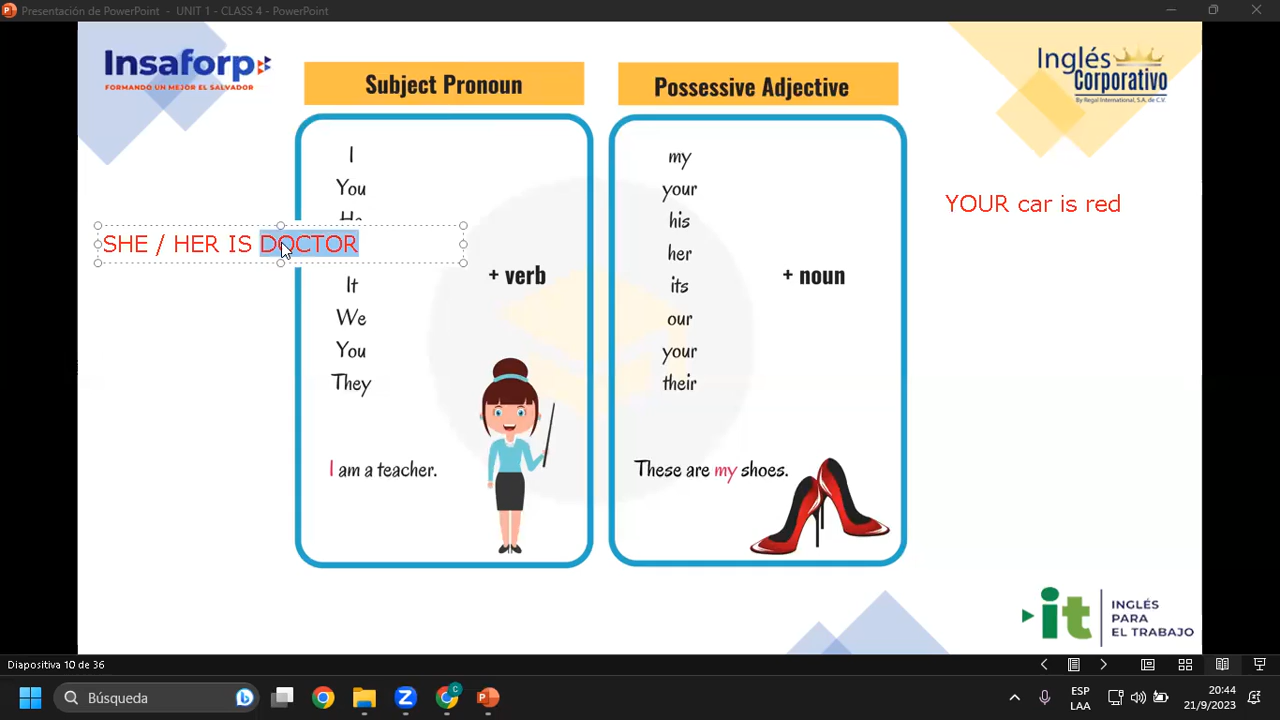 Presentación de PowerPoint - UNIT 1 - CLASS 4 - PowerPoint
Insaforp
FORMANDO UN MEJOR EL SALVADOR
Subject Pronoun
Possessive Adjective
Inglés
Corporativo
By Regal International, S.A. de C.V.
I
You
He
SHE / HER IS DOCTOR
It
We
You
They
+ verb
I am a teacher.
my
your
his
her
its
our
your
their
+ noun
These are my shoes.
YOUR car is red
it
INGLÉS
PARA
EL TRABAJO
Diapositiva 10 de 36
Búsqueda
ESP
LAA
20:44
21/9/2023